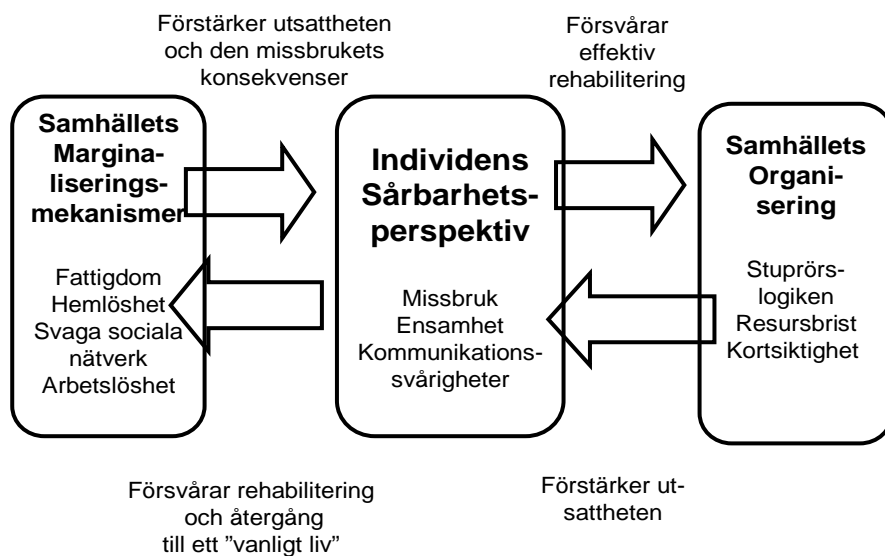 Förstärker utsattheten
och den missbrukets
konsekvenser
Försvårar
effektiv
rehabilitering
Samhällets
Margina-
liserings-
mekanismer
Fattigdom
Hemlöshet
Svaga sociala
nätverk
Arbetslöshet
Individens
Sårbarhets-
perspektiv
Missbruk
Ensamhet
Kommunikations-
svårigheter
Samhällets
Organi-
sering
Stuprörs-
logiken
Resursbrist
Kortsiktighet
Försvårar rehabilitering
och återgång
till ett ”vanligt liv”
Förstärker ut-
sattheten